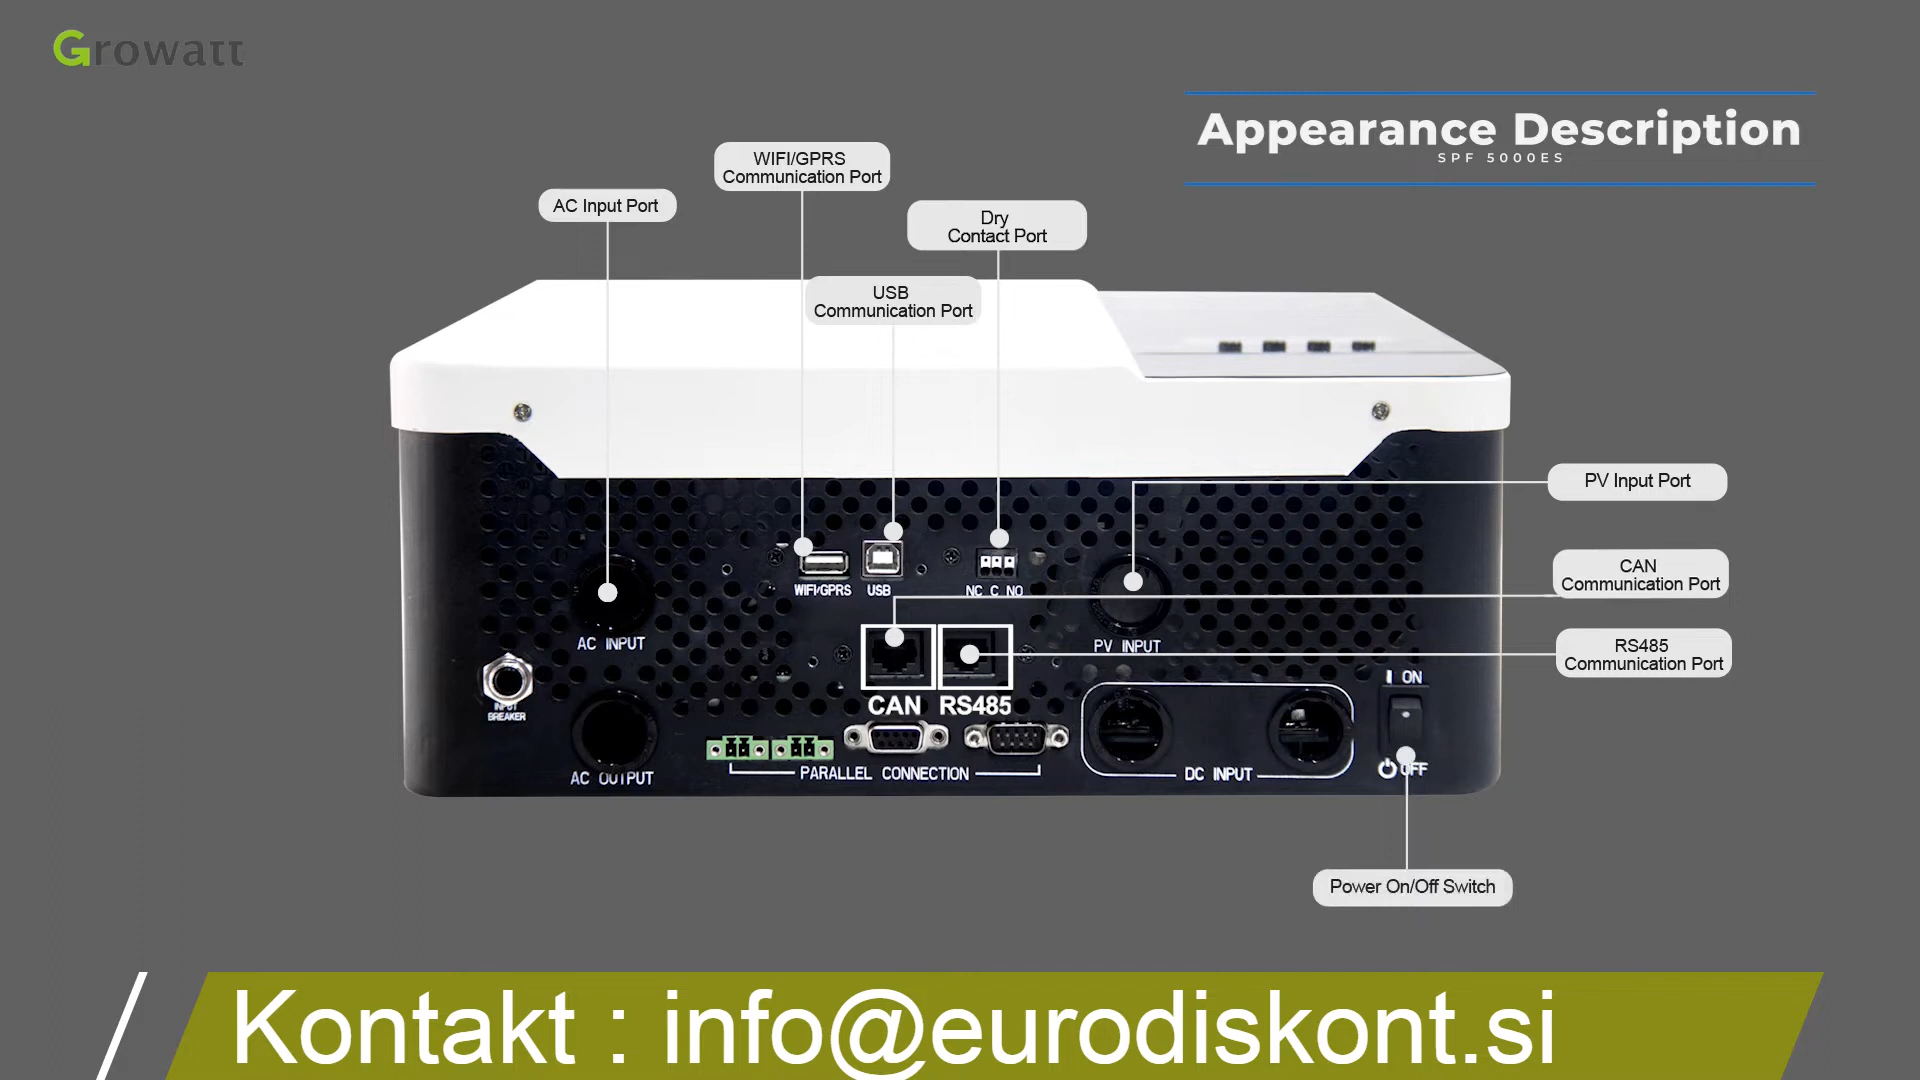 Growatt
Appearance Description
SPF 5000ES
WIFI/GPRS
Communication Port
AC Input Port
Dry
Contact Port
USB
Communication Port
PV Input Port
CAN
Communication Port
RS485
Communication Port
Power On/Off Switch
WIFI/GPRS
USB
NC C NO
AC INPUT
PV INPUT
INPUT
BREAKER
CAN
RS485
ON
OFF
AC OUTPUT
PARALLEL CONNECTION
DC INPUT
Kontakt : info@eurodiskont.si